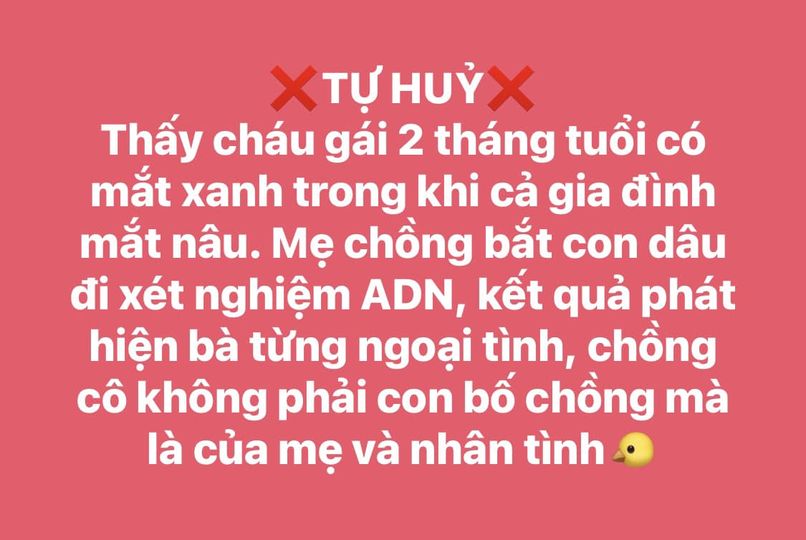 ❌TỰ HUỶ❌
Thấy cháu gái 2 tháng tuổi có
mắt xanh trong khi cả gia đình
mắt nâu. Mẹ chồng bắt con dâu
đi xét nghiệm ADN, kết quả phát
hiện bà từng ngoại tình, chồng
cô không phải con bố chồng mà
là của mẹ và nhân tình🐤